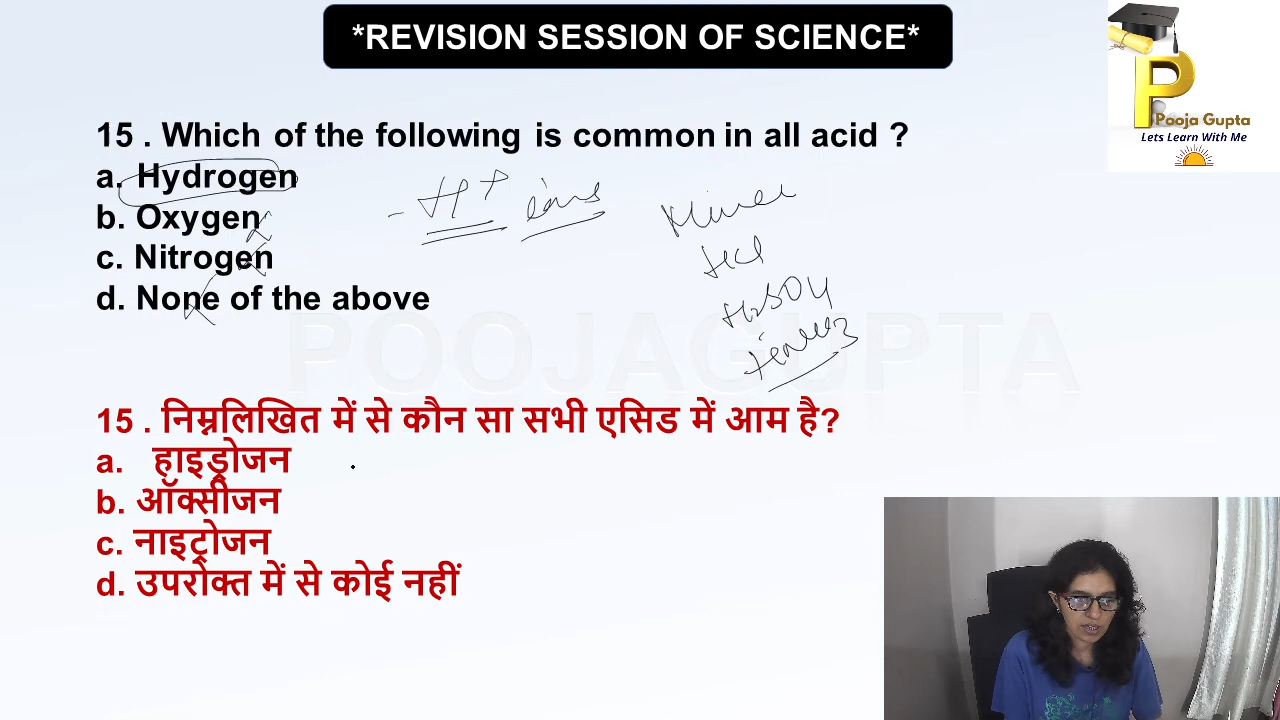 *REVISION SESSION OF SCIENCE*
P
Pooja Gupta
Lets Learn With Me
15 . Which of the following is common in all acid ?
a. Hydrogen
b. Oxygen
c. Nitrogen
d. None of the above
- H+ ions
HCl
H2SO4
POOJAGUPTA
15 . निम्नलिखित में से कौन सा सभी एसिड में आम है?
a. हाइड्रोजन
b. ऑक्सीजन
c. नाइट्रोजन
d. उपरोक्त में से कोई नहीं